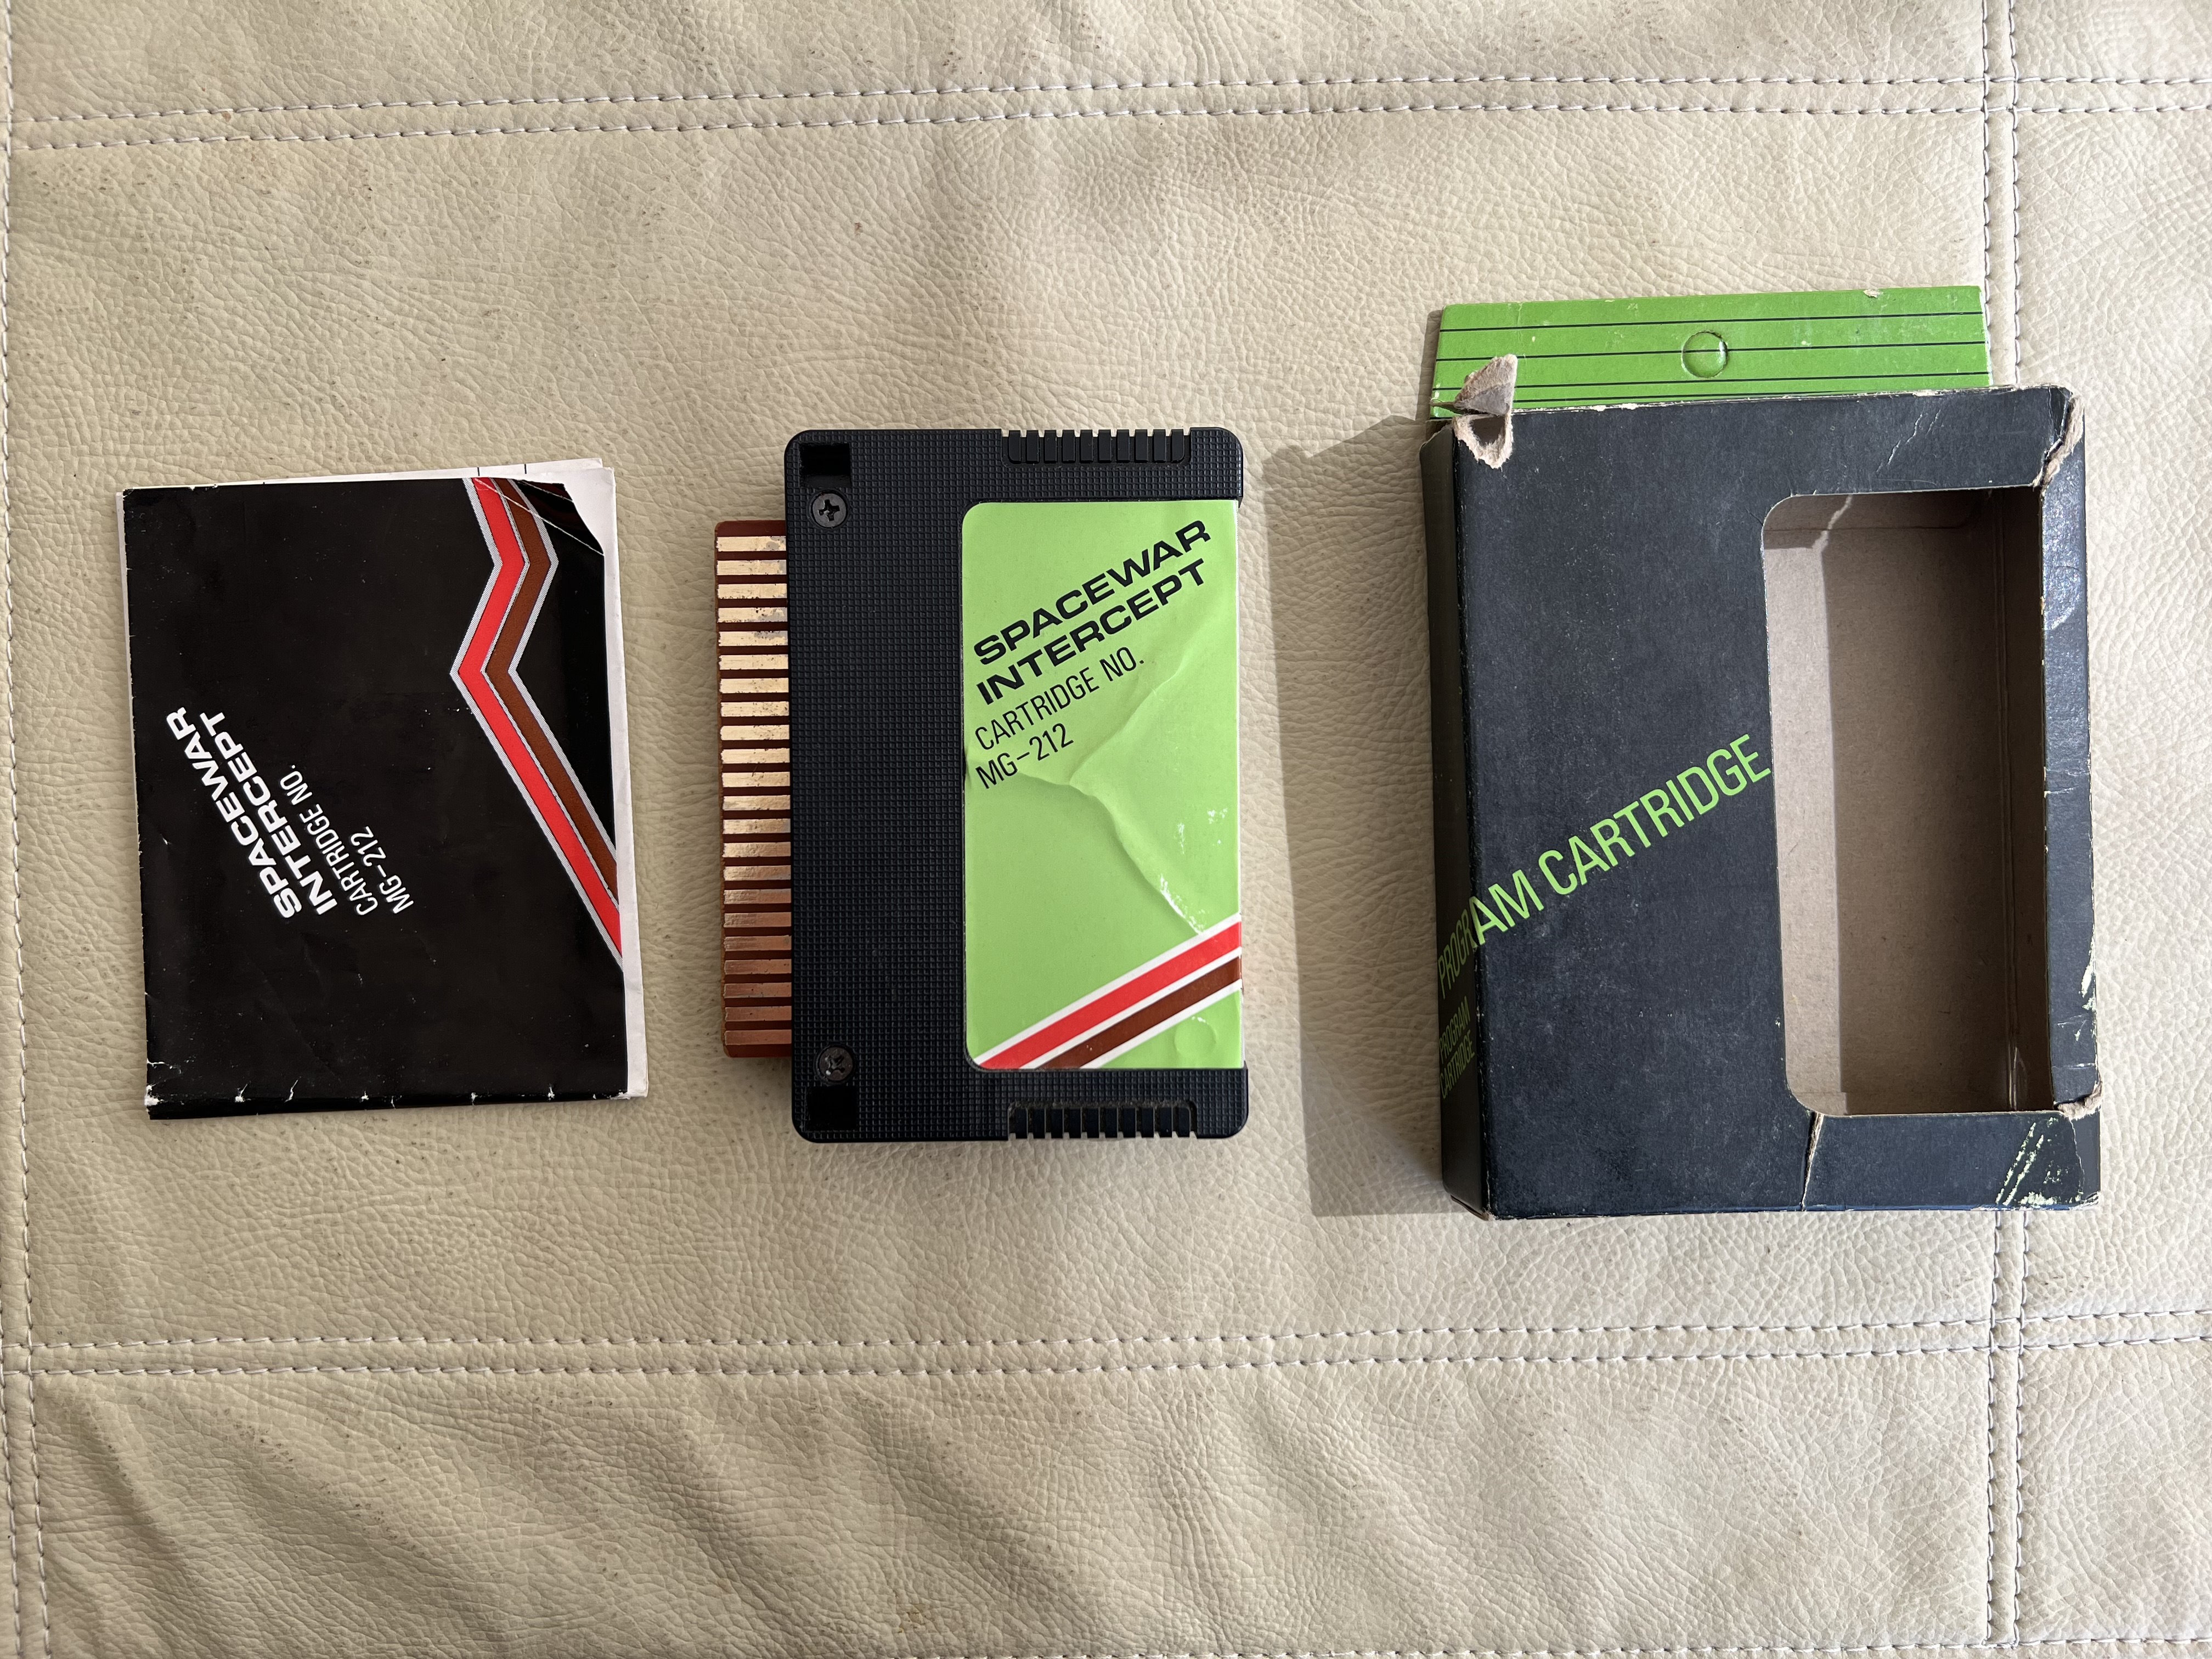 SPACEWAR
INTERCEPT
CARTRIDGE NO.
MG-212
SPACEWAR
INTERCEPT
CARTRIDGE NO.
MG-212
PROGRAM CARTRIDGE
PROGRAM
CARTRIDGE